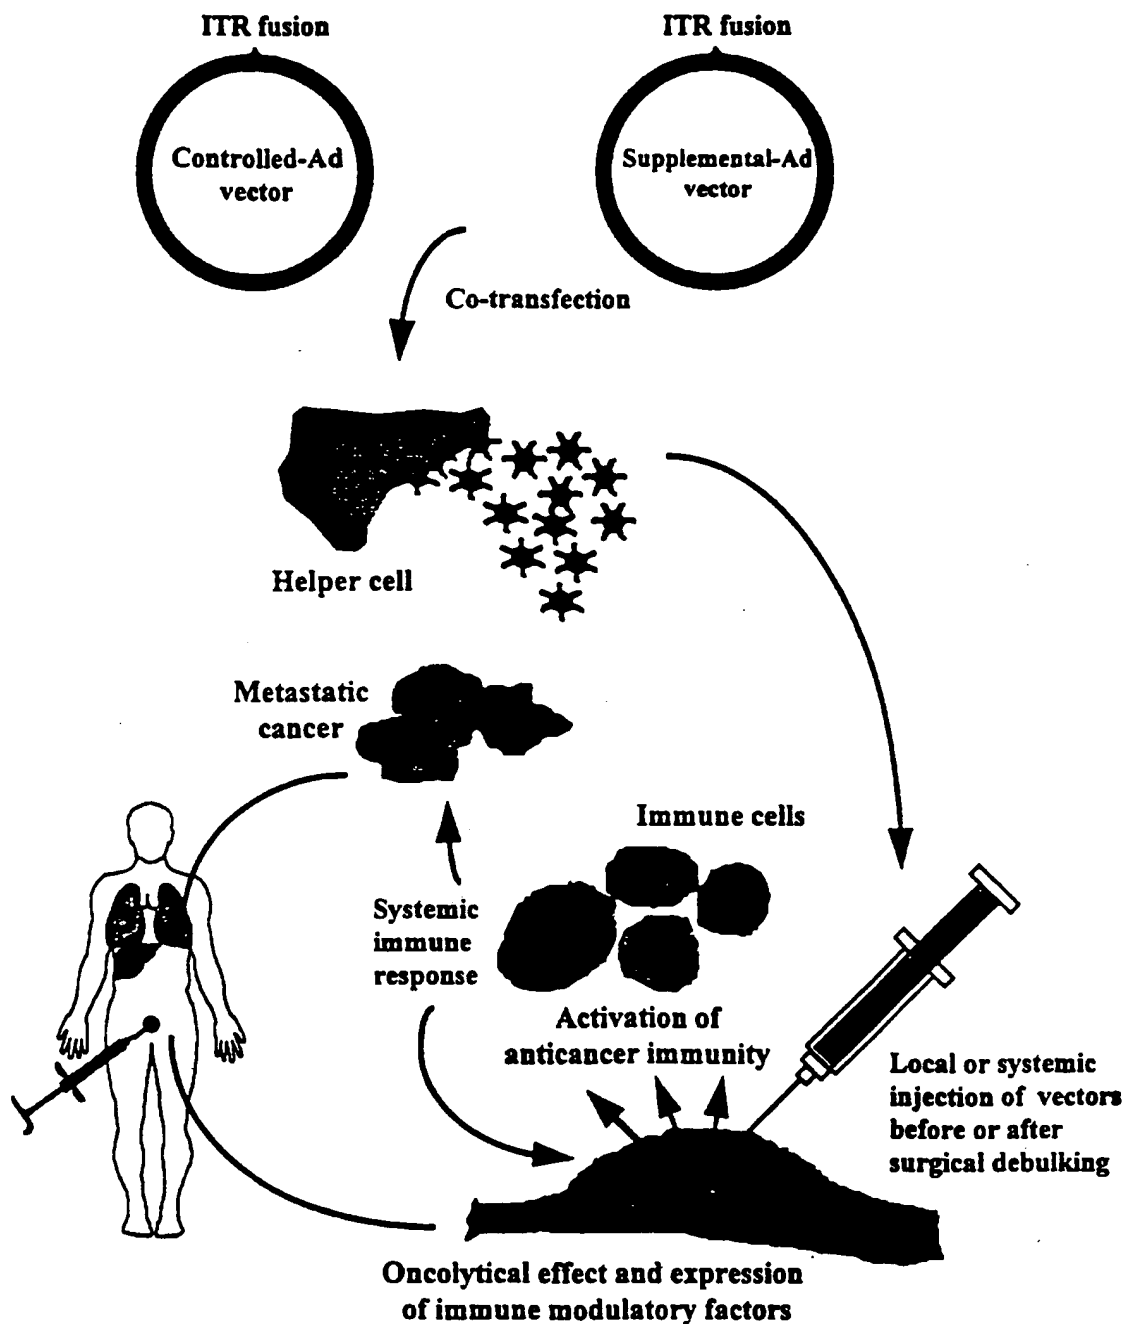 ITR fusion
ITR fusion
Controlled-Ad
vector
Supplemental-Ad
vector
Co-transfection
Helper cell
Metastatic
cancer
Immune cells
Systemic
immune
response
Activation of
anticancer immunity
Local or systemic
injection of vectors
before or after
surgical debulking
Oncolytical effect and expression
of immune modulatory factors